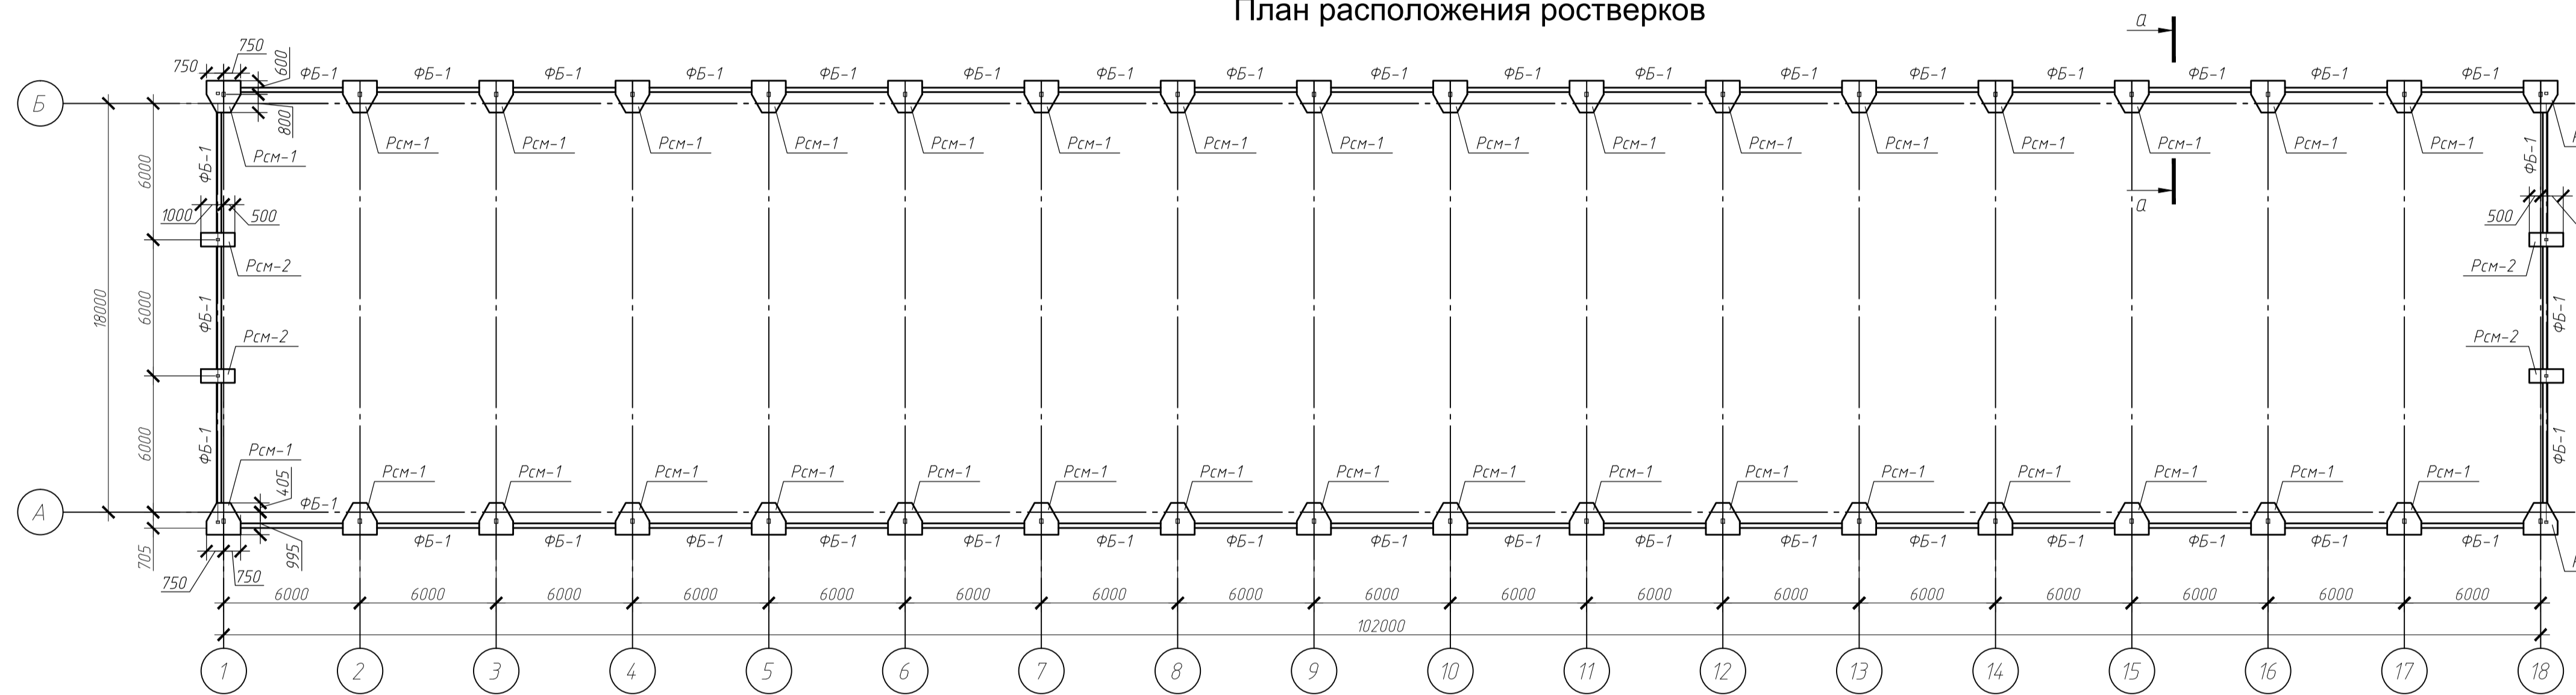 План расположения ростверков
а
750
750
600
ФБ-1 ФБ-1 ФБ-1 ФБ-1 ФБ-1 ФБ-1 ФБ-1 ФБ-1 ФБ-1 ФБ-1 ФБ-1 ФБ-1 ФБ-1 ФБ-1 ФБ-1 ФБ-1 ФБ-1
Б
800
Рсм-1 Рсм-1 Рсм-1 Рсм-1 Рсм-1 Рсм-1 Рсм-1 Рсм-1 Рсм-1 Рсм-1 Рсм-1 Рсм-1 Рсм-1 Рсм-1 Рсм-1 Рсм-1 Рсм-1
6000
ФБ-1
ФБ-1
а
1000
500
500
Рсм-2
Рсм-2
18000
6000
ФБ-1
ФБ-1
Рсм-2
Рсм-2
6000
ФБ-1
ФБ-1
Рсм-1
Рсм-1 Рсм-1 Рсм-1 Рсм-1 Рсм-1 Рсм-1 Рсм-1 Рсм-1 Рсм-1 Рсм-1 Рсм-1 Рсм-1 Рсм-1 Рсм-1 Рсм-1 Рсм-1
405
ФБ-1
А
705
995
ФБ-1 ФБ-1 ФБ-1 ФБ-1 ФБ-1 ФБ-1 ФБ-1 ФБ-1 ФБ-1 ФБ-1 ФБ-1 ФБ-1 ФБ-1 ФБ-1 ФБ-1 ФБ-1
750
750
6000 6000 6000 6000 6000 6000 6000 6000 6000 6000 6000 6000 6000 6000 6000 6000 6000
102000
1 2 3 4 5 6 7 8 9 10 11 12 13 14 15 16 17 18